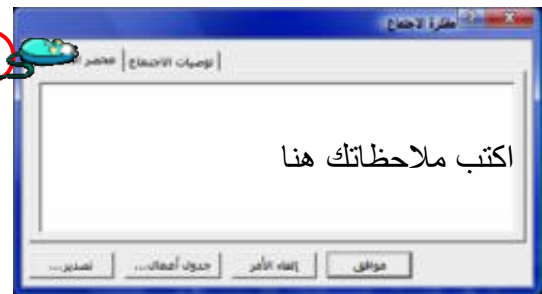 مفكرة الاجتماع
توصيات الاجتماع
محضر
اكتب ملاحظاتك هنا
موافق
إلغاء الأمر
جدول أعمال...
تصدير...